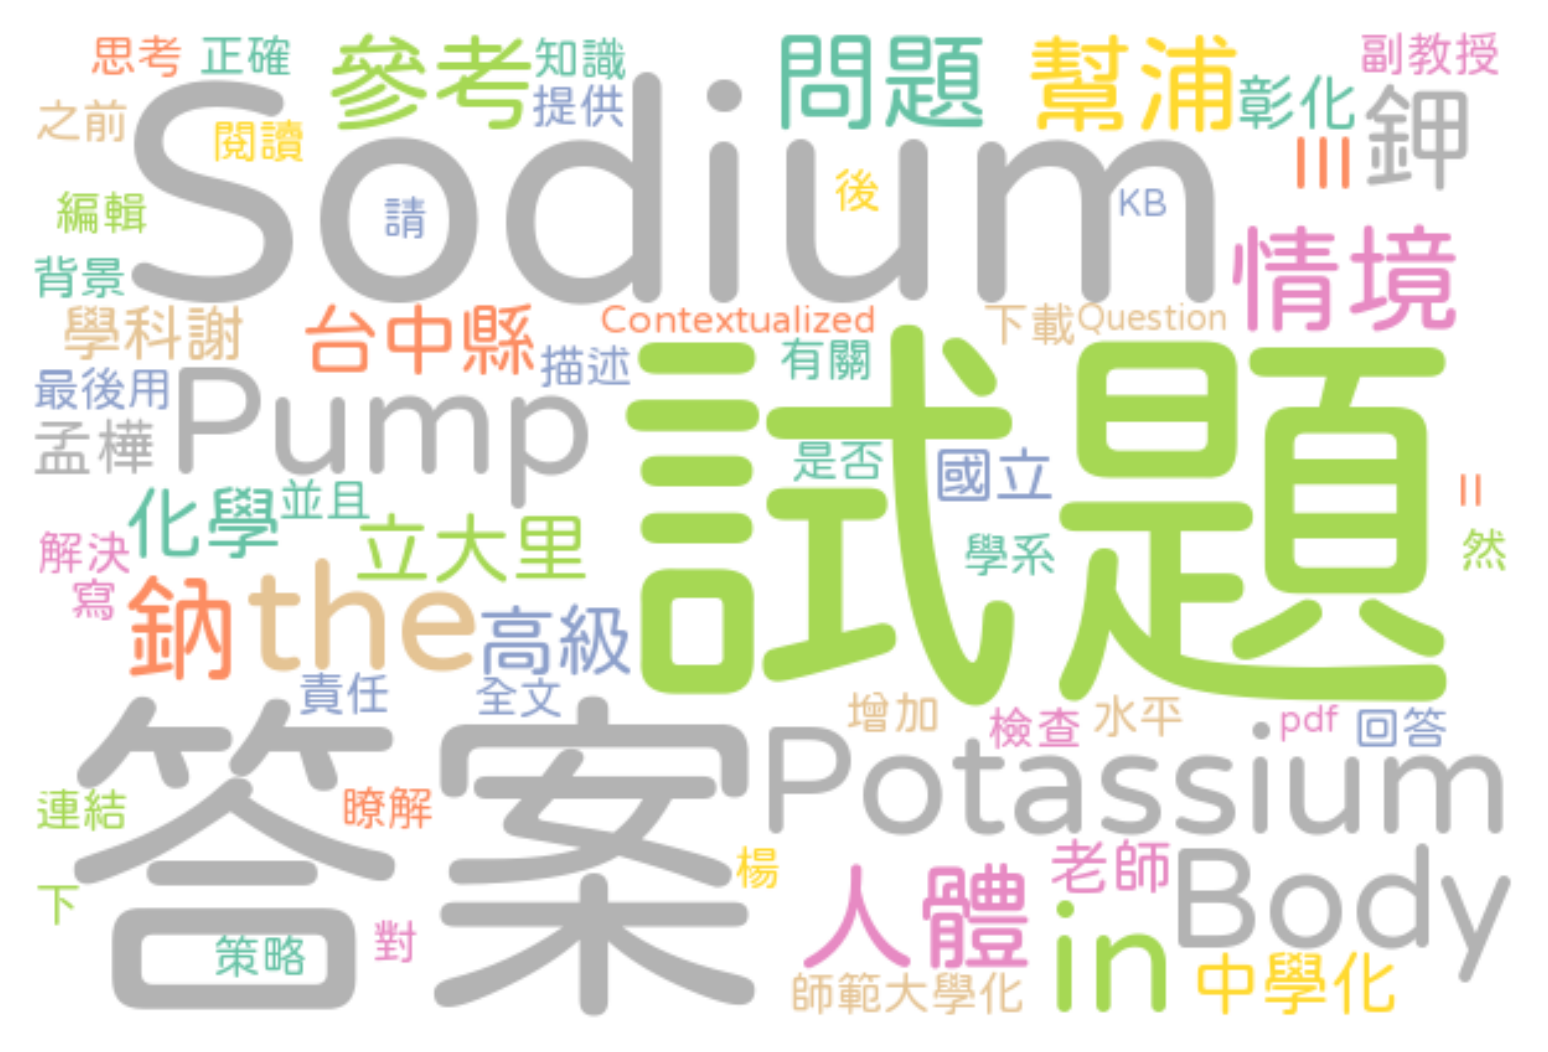 思考 正確 參考 知識 問題 幫浦 副教授
之前 閱讀 提供 彰化 鉀
Sodium
編輯 請 後 KB III
背景 情境
學科謝 台中縣 Contextualized 下載 Question
最後用 描述 有關
孟樺 Pump 試題 是否 國立 II
化學 並且 立大里 學系 然
解決
寫 鈉 the 高級
責任 全文 增加 檢查 水平 pdf 回答
答案 Potassium
連結 瞭解
楊 老師 Body
下 人體 in
策略 對 師範大學化 中學化